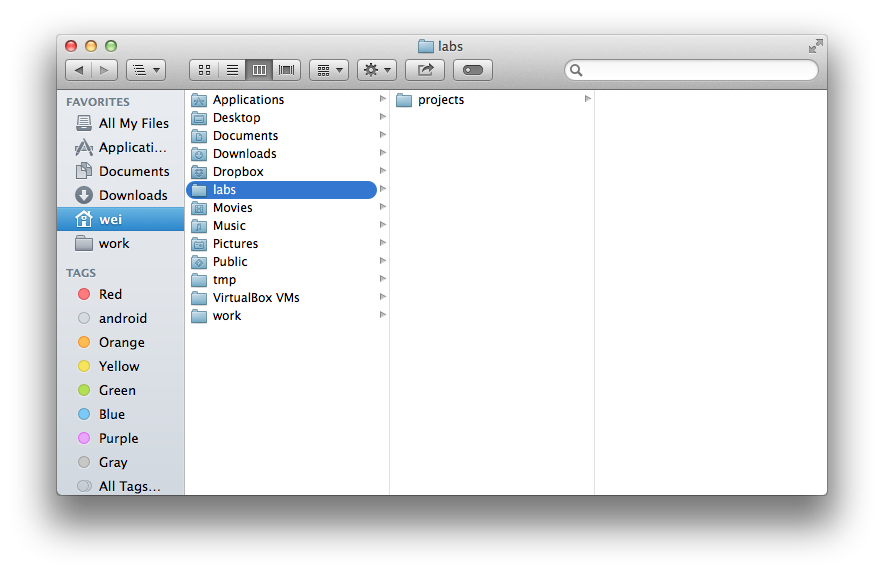 labs
FAVORITES
All My Files
Applicati...
Documents
Downloads
wei
work
TAGS
Red
android
Orange
Yellow
Green
Blue
Purple
Gray
All Tags...
Applications
Desktop
Documents
Downloads
Dropbox
labs
Movies
Music
Pictures
Public
tmp
VirtualBox VMs
work
projects